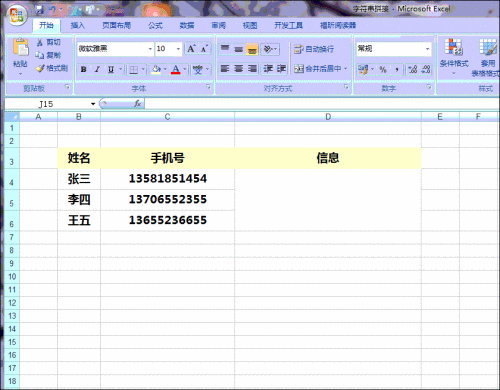 字符串拼接 - Microsoft Excel
开始 插入 页面布局 公式 数据 审阅 视图 开发工具 福昕阅读器
粘贴 剪切 复制 格式刷
微软雅黑 10
B I U
自动换行
合并后居中
常规
% ,
条件格式 套用表格格式
剪贴板 字体 对齐方式 数字 样式
J15 fx
A B C D E F
1
2
3 姓名 手机号 信息
4 张三 13581851454
5 李四 13706552355
6 王五 13655236655
7
8
9
10
11
12
13
14
15
16
17
18